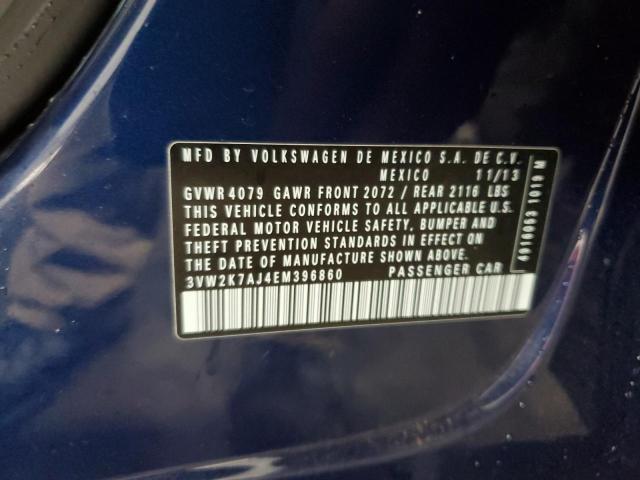 MFD BY VOLKSWAGEN DE MEXICO S.A. DE C.V.
MEXICO 11/13
GVWR 4079 GAWR FRONT 2072 / REAR 2116 LBS
THIS VEHICLE CONFORMS TO ALL APPLICABLE U.S.
FEDERAL MOTOR VEHICLE SAFETY, BUMPER AND
THEFT PREVENTION STANDARDS IN EFFECT ON
THE DATE OF MANUFACTURE SHOWN ABOVE.
3VW2K7AJ4EM396860 PASSENGER CAR